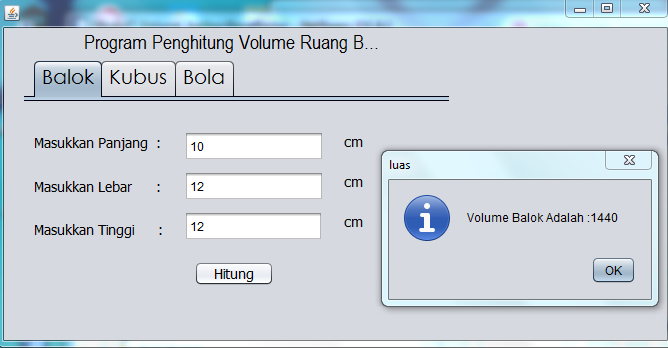 Program Penghitung Volume Ruang B...
Balok Kubus Bola
Masukkan Panjang : 10 cm
Masukkan Lebar : 12 cm
Masukkan Tinggi : 12 cm
Hitung
luas
Volume Balok Adalah :1440
OK